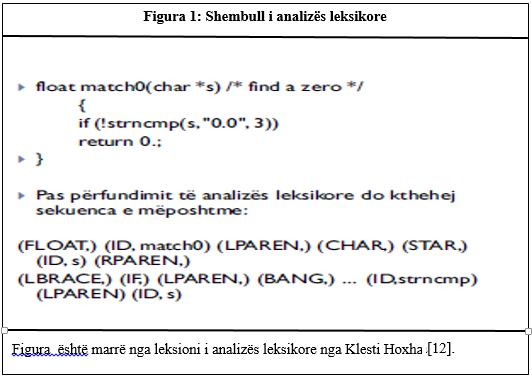 Figura 1: Shembull i analizës leksikore
float match0(char *s) /* find a zero */
{
if (!strncmp(s, "0.0", 3))
return 0.;
}
Pas përfundimit të analizës leksikore do kthehej
sekuenca e mëposhtme:
(FLOAT,) (ID, match0) (LPAREN,) (CHAR,) (STAR,)
(ID, s) (RPAREN,)
(LBRACE,) (IF,) (LPAREN,) (BANG,) ... (ID,strncmp)
(LPAREN) (ID, s)
Figura është marrë nga leksioni i analizës leksikore nga Klesti Hoxha .[12].